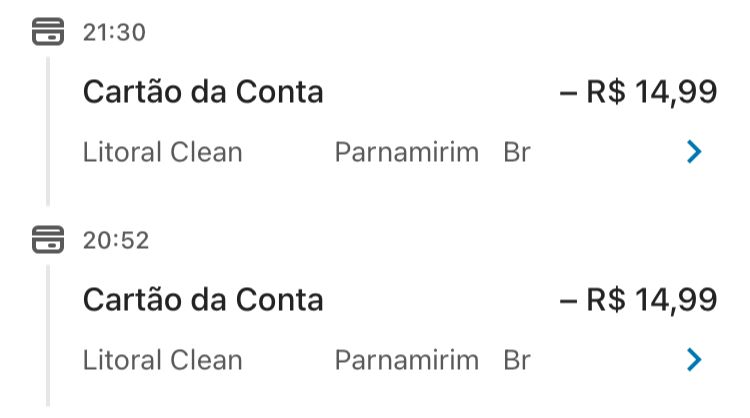 21:30
Cartão da Conta – R$ 14,99
Litoral Clean Parnamirim Br
20:52
Cartão da Conta – R$ 14,99
Litoral Clean Parnamirim Br